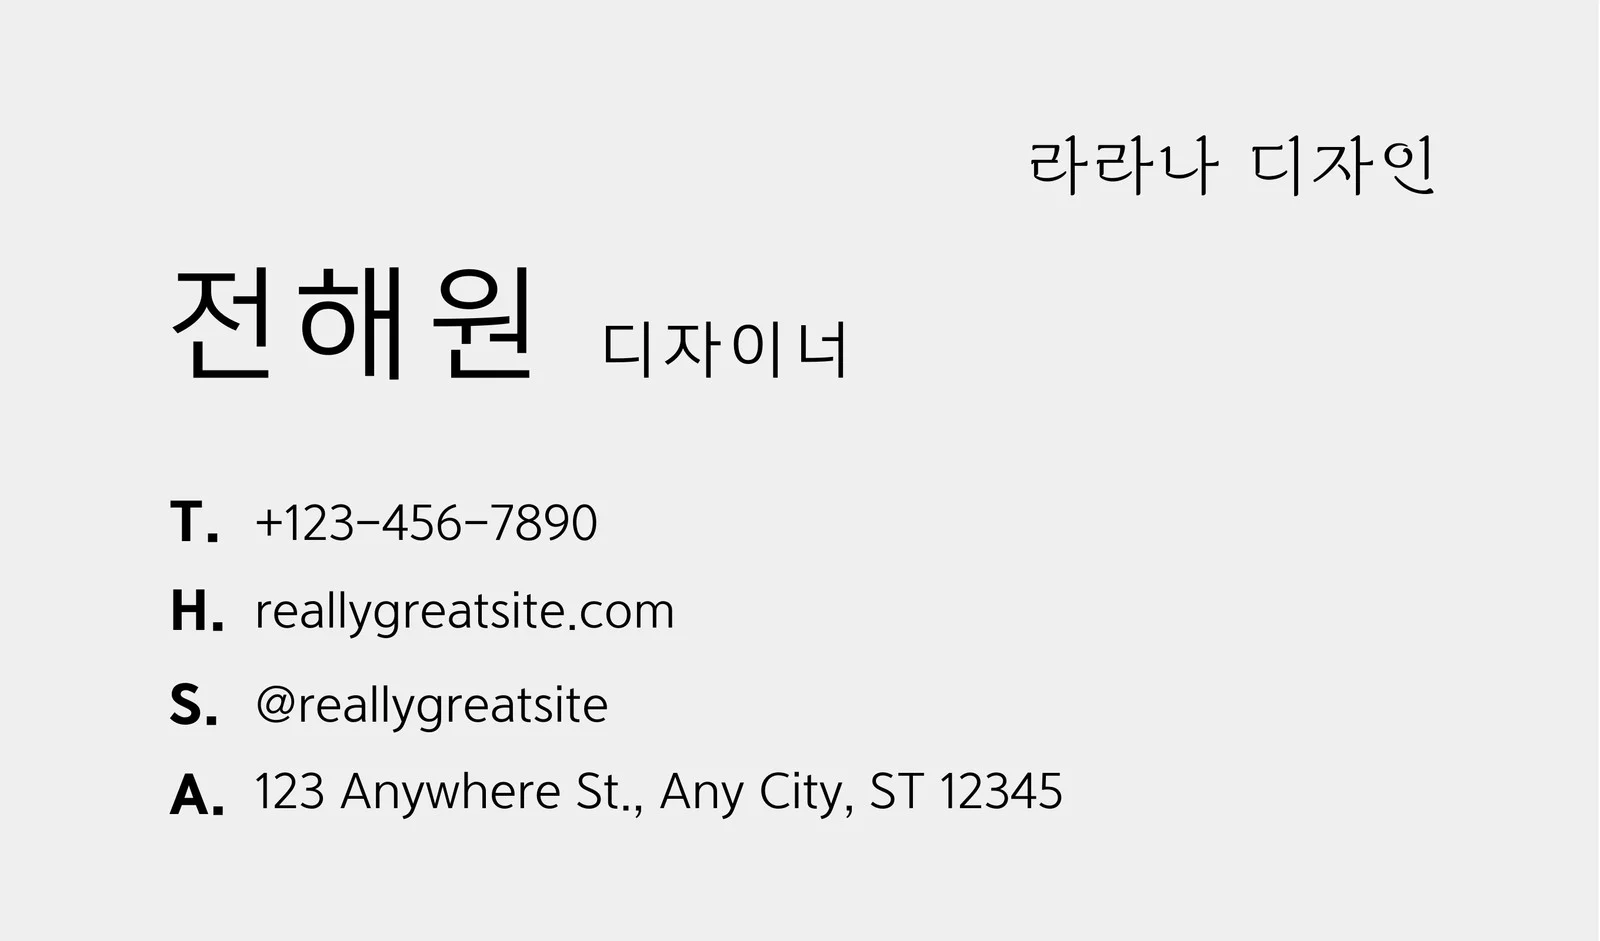 라라나 디자인
전해원 디자이너
T. +123-456-7890
H. reallygreatsite.com
S. @reallygreatsite
A. 123 Anywhere St., Any City, ST 12345